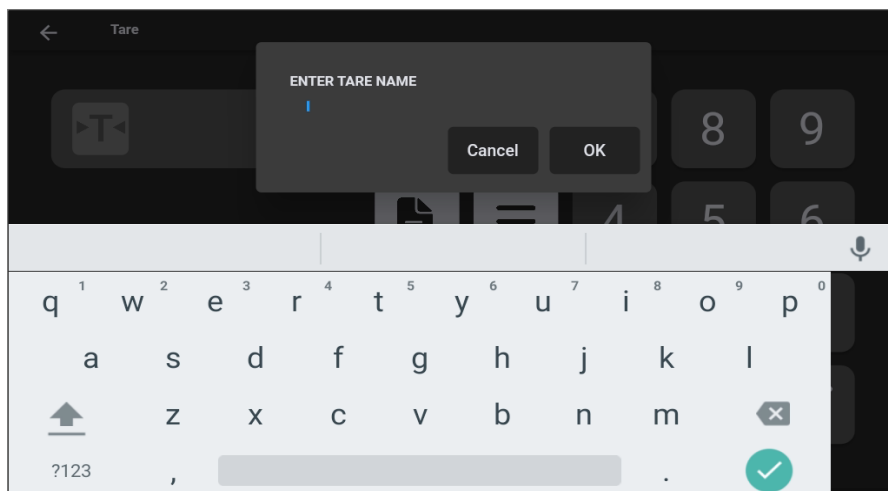 Tare
ENTER TARE NAME
Cancel OK
T
8 9
4 5 6
q 1 w 2 e 3 r 4 t 5 y 6 u 7 i 8 o 9 p 0
a s d f g h j k l
z x c v b n m
?123 , .